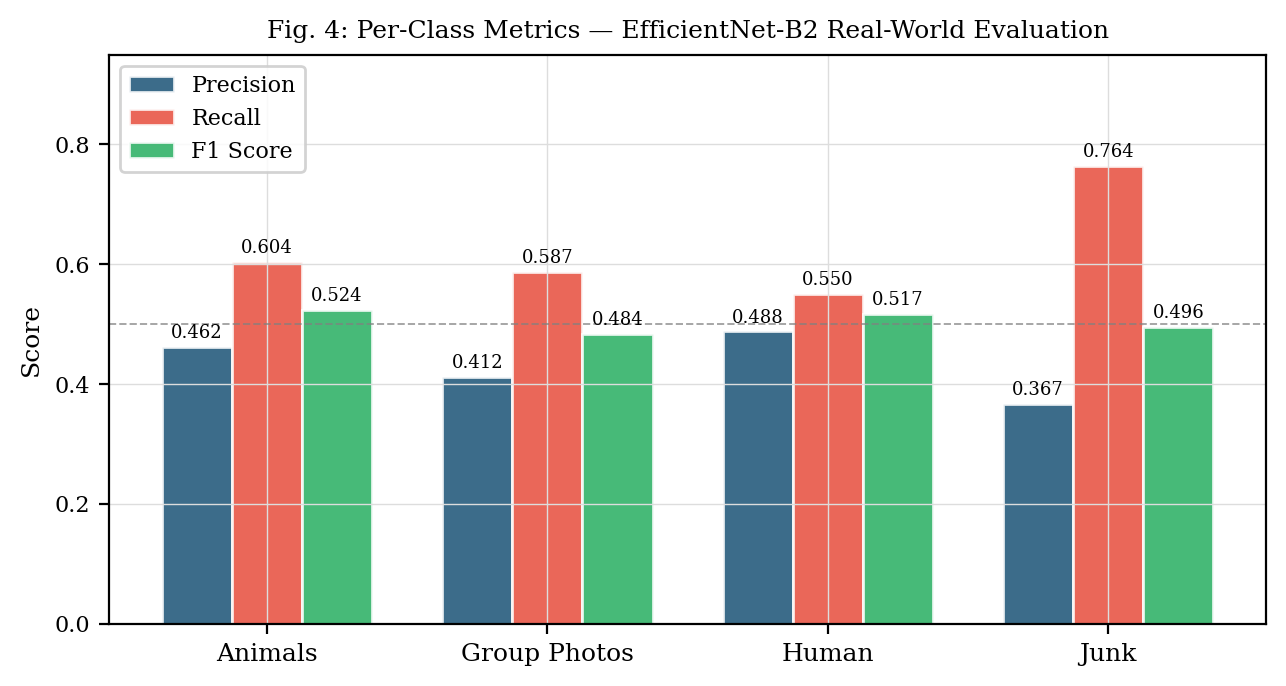 Fig. 4: Per-Class Metrics — EfficientNet-B2 Real-World Evaluation
Precision
Recall
F1 Score
Score
0.8
0.6
0.4
0.2
0.0
0.462
0.604
0.524
0.412
0.587
0.484
0.488
0.550
0.517
0.367
0.764
0.496
Animals
Group Photos
Human
Junk